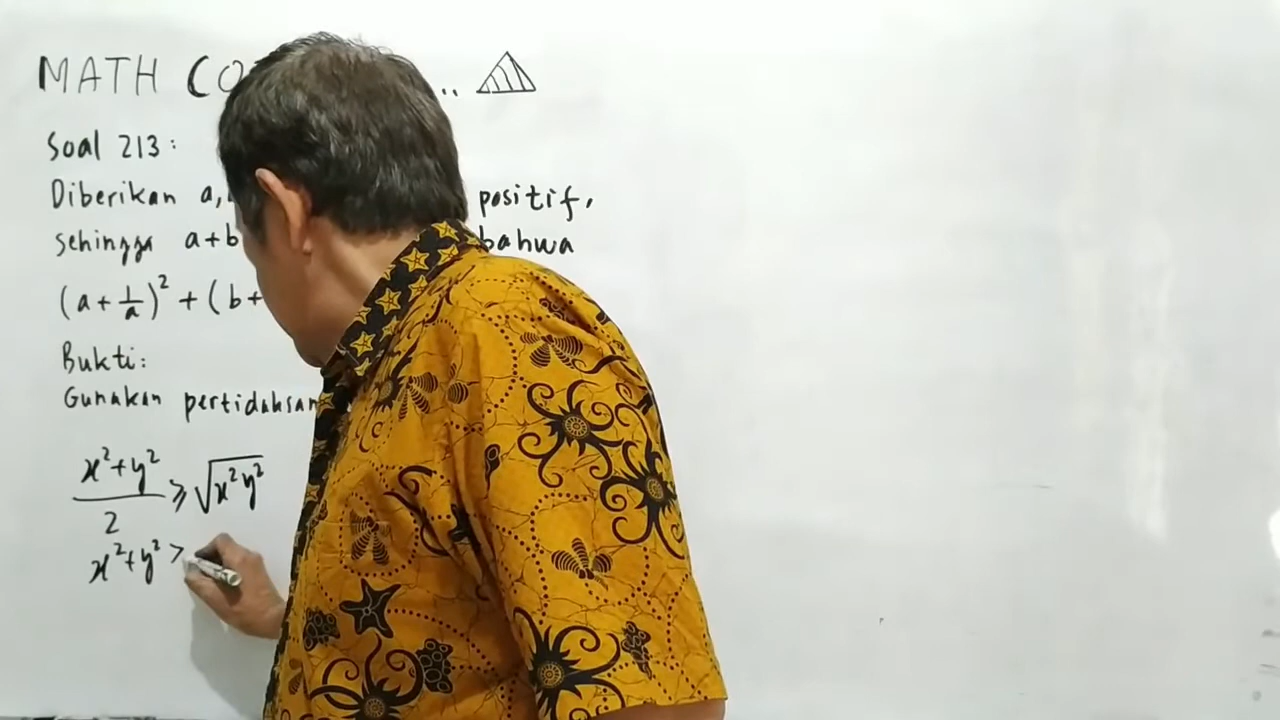 MATH CO ..
Soal 213:
Diberikan a, positif,
sehingga a+b bahwa
(a+1/a)² + (b+
Bukti:
Gunakan pertidaksam
(x²+y²)/2 ⩾ √(x²y²)
x²+y² >